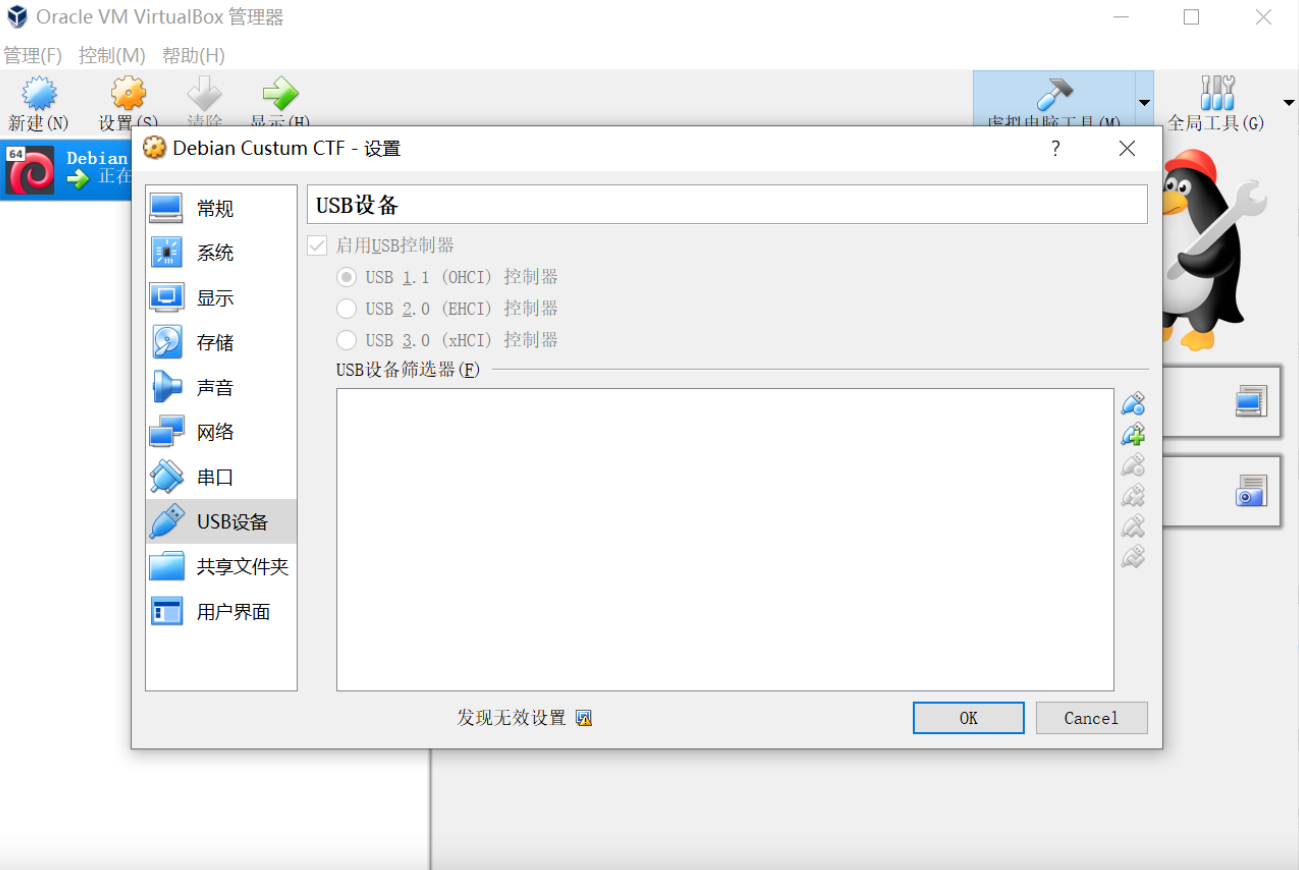 Oracle VM VirtualBox 管理器
管理(F) 控制(M) 帮助(H)
新建(N) 设置(S) 清除 显示(H) 虚拟电脑工具(M) 全局工具(G)
64
Debian
正在
Debian Custum CTF - 设置
?
常规
系统
显示
存储
声音
网络
串口
USB设备
共享文件夹
用户界面
USB设备
启用USB控制器
USB 1.1 (OHCI) 控制器
USB 2.0 (EHCI) 控制器
USB 3.0 (xHCI) 控制器
USB设备筛选器(F)
发现无效设置
OK
Cancel